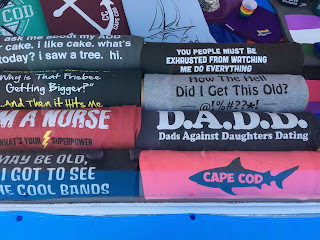 COD
ask me about my ADD
r cake. i like cake. what's
today? i saw a tree. hi.
YOU PEOPLE MUST BE
EXHRUSTED FROM WATCHING
ME DO EVERYTHING
Why is That Frisbee
Getting Bigger?"
...And Then it Hits Me
How The Hell
Did I Get This Old?
@!%#??&!
'M A NURSE
WHAT'S YOUR SUPERPOWER
D.A.D.D.
Dads Against Daughters Dating
MAY BE OLD,
I GOT TO SEE
THE COOL BANDS
CAPE COD